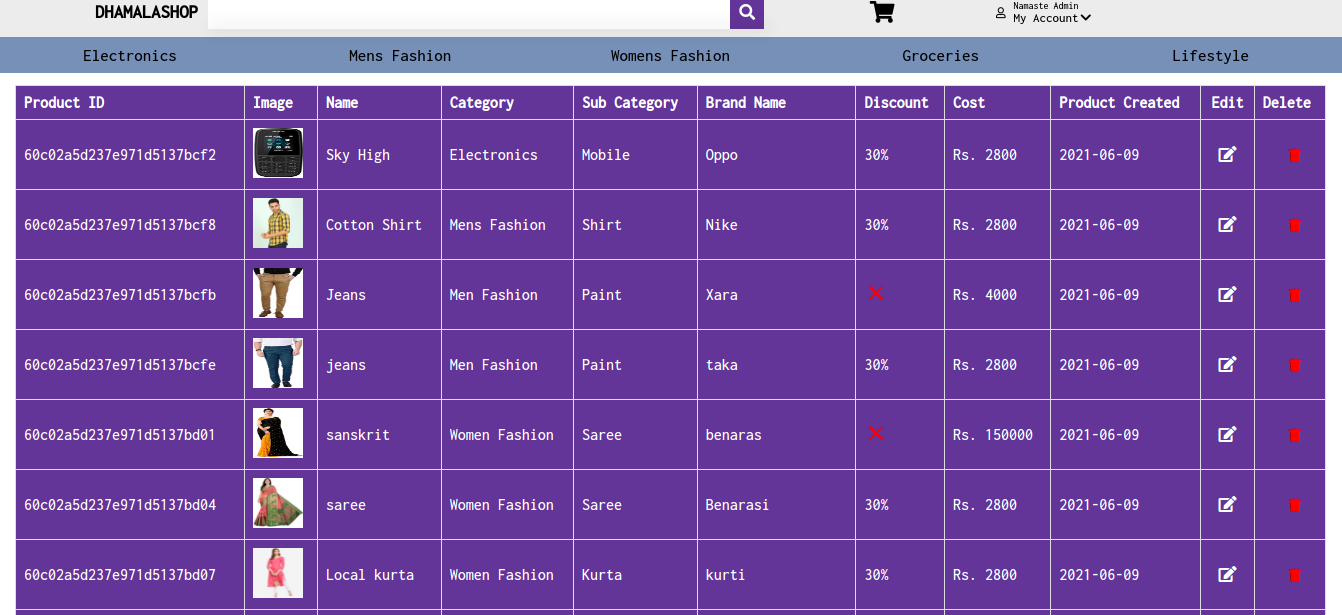 DHAMALASHOP
Namaste Admin
My Account
Electronics Mens Fashion Womens Fashion Groceries Lifestyle
Product ID Image Name Category Sub Category Brand Name Discount Cost Product Created Edit Delete
60c02a5d237e971d5137bcf2 Sky High Electronics Mobile Oppo 30% Rs. 2800 2021-06-09
60c02a5d237e971d5137bcf8 Cotton Shirt Mens Fashion Shirt Nike 30% Rs. 2800 2021-06-09
60c02a5d237e971d5137bcfb Jeans Men Fashion Paint Xara Rs. 4000 2021-06-09
60c02a5d237e971d5137bcfe jeans Men Fashion Paint taka 30% Rs. 2800 2021-06-09
60c02a5d237e971d5137bd01 sanskrit Women Fashion Saree benaras Rs. 150000 2021-06-09
60c02a5d237e971d5137bd04 saree Women Fashion Saree Benarasi 30% Rs. 2800 2021-06-09
60c02a5d237e971d5137bd07 Local kurta Women Fashion Kurta kurti 30% Rs. 2800 2021-06-09